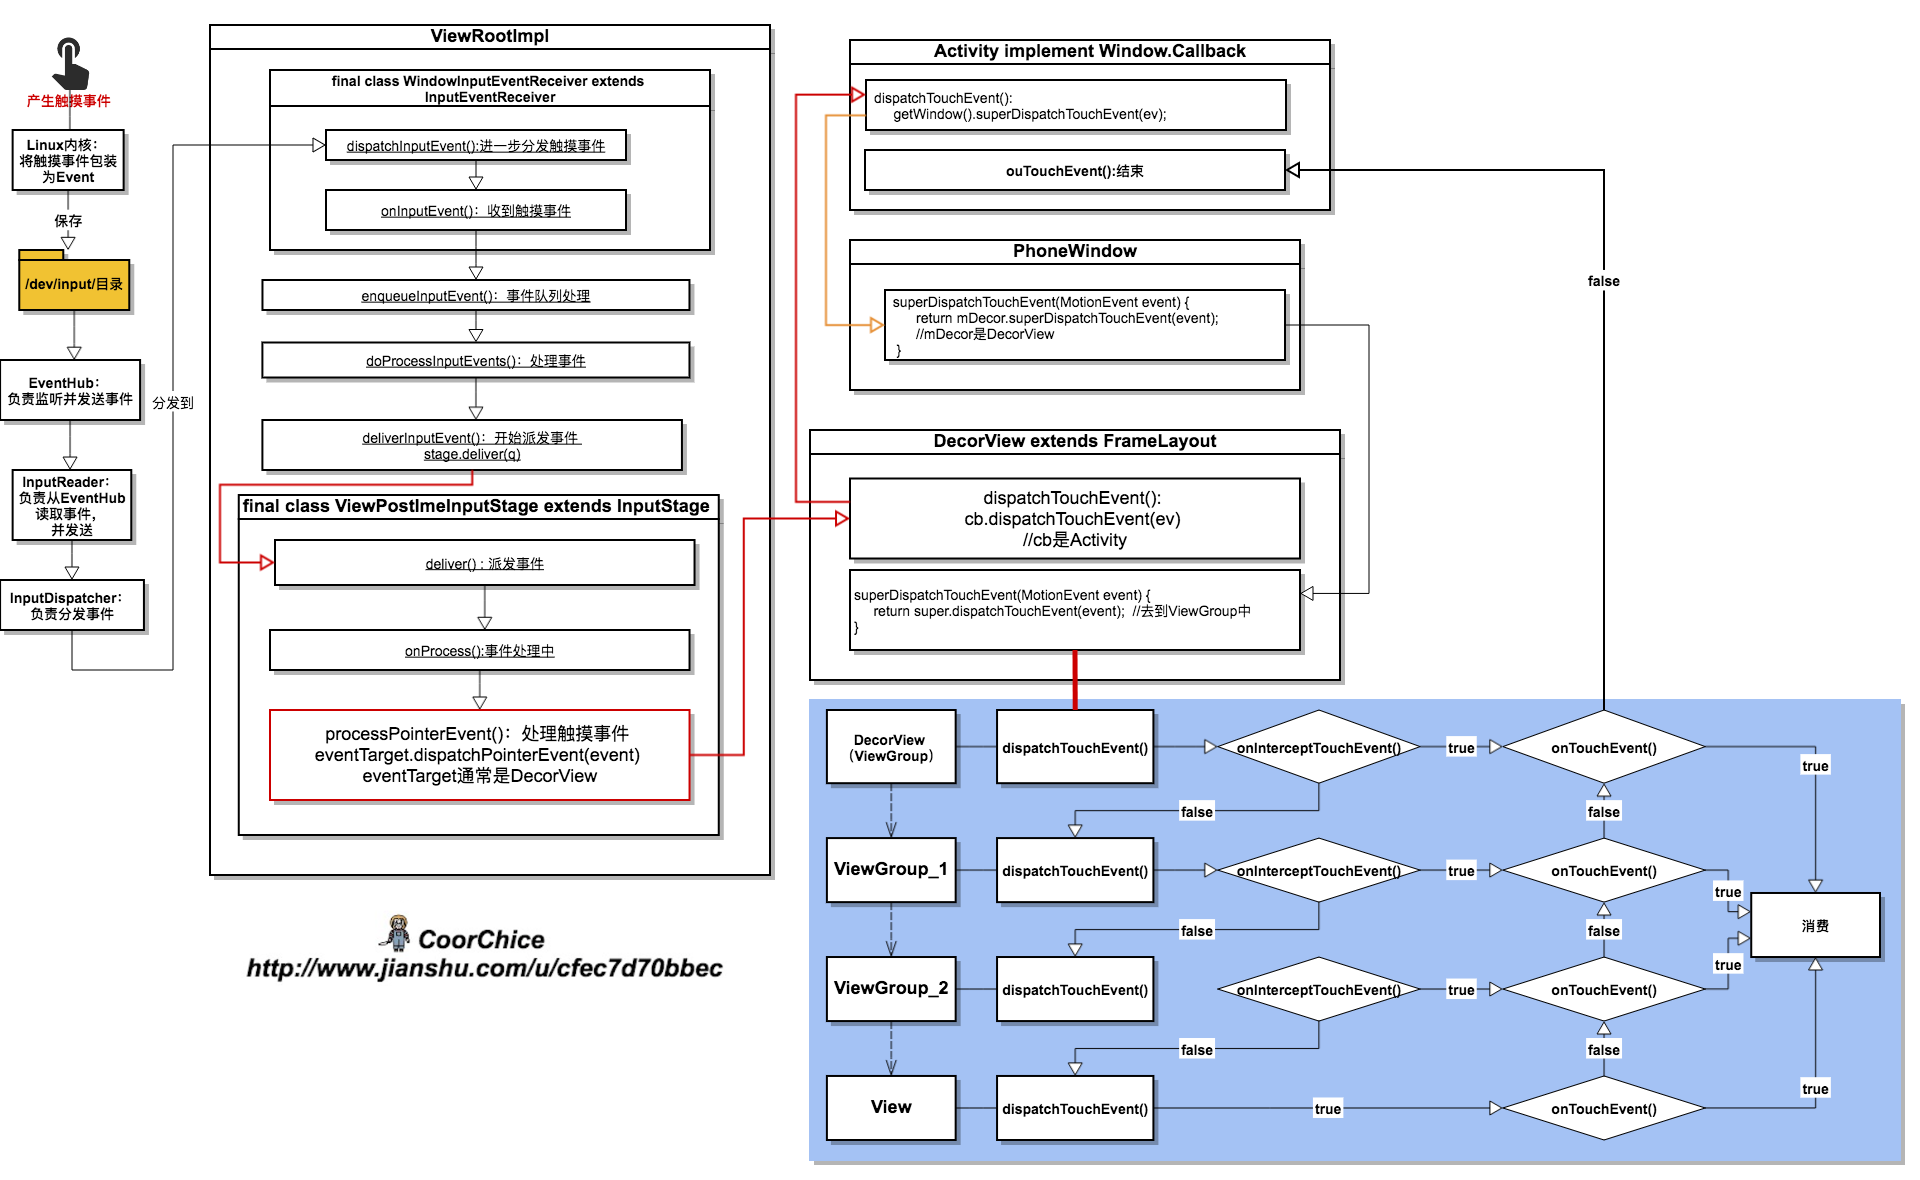 产生触摸事件
Linux内核：
将触摸事件包装
为Event
保存
/dev/input/目录
EventHub：
负责监听并发送事件
InputReader：
负责从EventHub
读取事件，
并发送
InputDispatcher：
负责分发事件
分发到
ViewRootImpl
final class WindowInputEventReceiver extends
InputEventReceiver
dispatchInputEvent():进一步分发触摸事件
onInputEvent()：收到触摸事件
enqueueInputEvent()：事件队列处理
doProcessInputEvents()：处理事件
deliverInputEvent()：开始派发事件
stage.deliver(q)
final class ViewPostImeInputStage extends InputStage
deliver() : 派发事件
onProcess():事件处理中
processPointerEvent()：处理触摸事件
eventTarget.dispatchPointerEvent(event)
eventTarget通常是DecorView
CoorChice
http://www.jianshu.com/u/cfec7d70bbec
Activity implement Window.Callback
dispatchTouchEvent():
getWindow().superDispatchTouchEvent(ev);
ouTouchEvent():结束
PhoneWindow
superDispatchTouchEvent(MotionEvent event) {
return mDecor.superDispatchTouchEvent(event);
//mDecor是DecorView
}
DecorView extends FrameLayout
dispatchTouchEvent():
cb.dispatchTouchEvent(ev)
//cb是Activity
superDispatchTouchEvent(MotionEvent event) {
return super.dispatchTouchEvent(event); //去到ViewGroup中
}
false
DecorView
（ViewGroup）
dispatchTouchEvent()
onInterceptTouchEvent()
true
onTouchEvent()
true
false
false
ViewGroup_1
dispatchTouchEvent()
onInterceptTouchEvent()
true
onTouchEvent()
true
false
false
消费
ViewGroup_2
dispatchTouchEvent()
onInterceptTouchEvent()
true
onTouchEvent()
true
false
false
View
dispatchTouchEvent()
true
onTouchEvent()
true